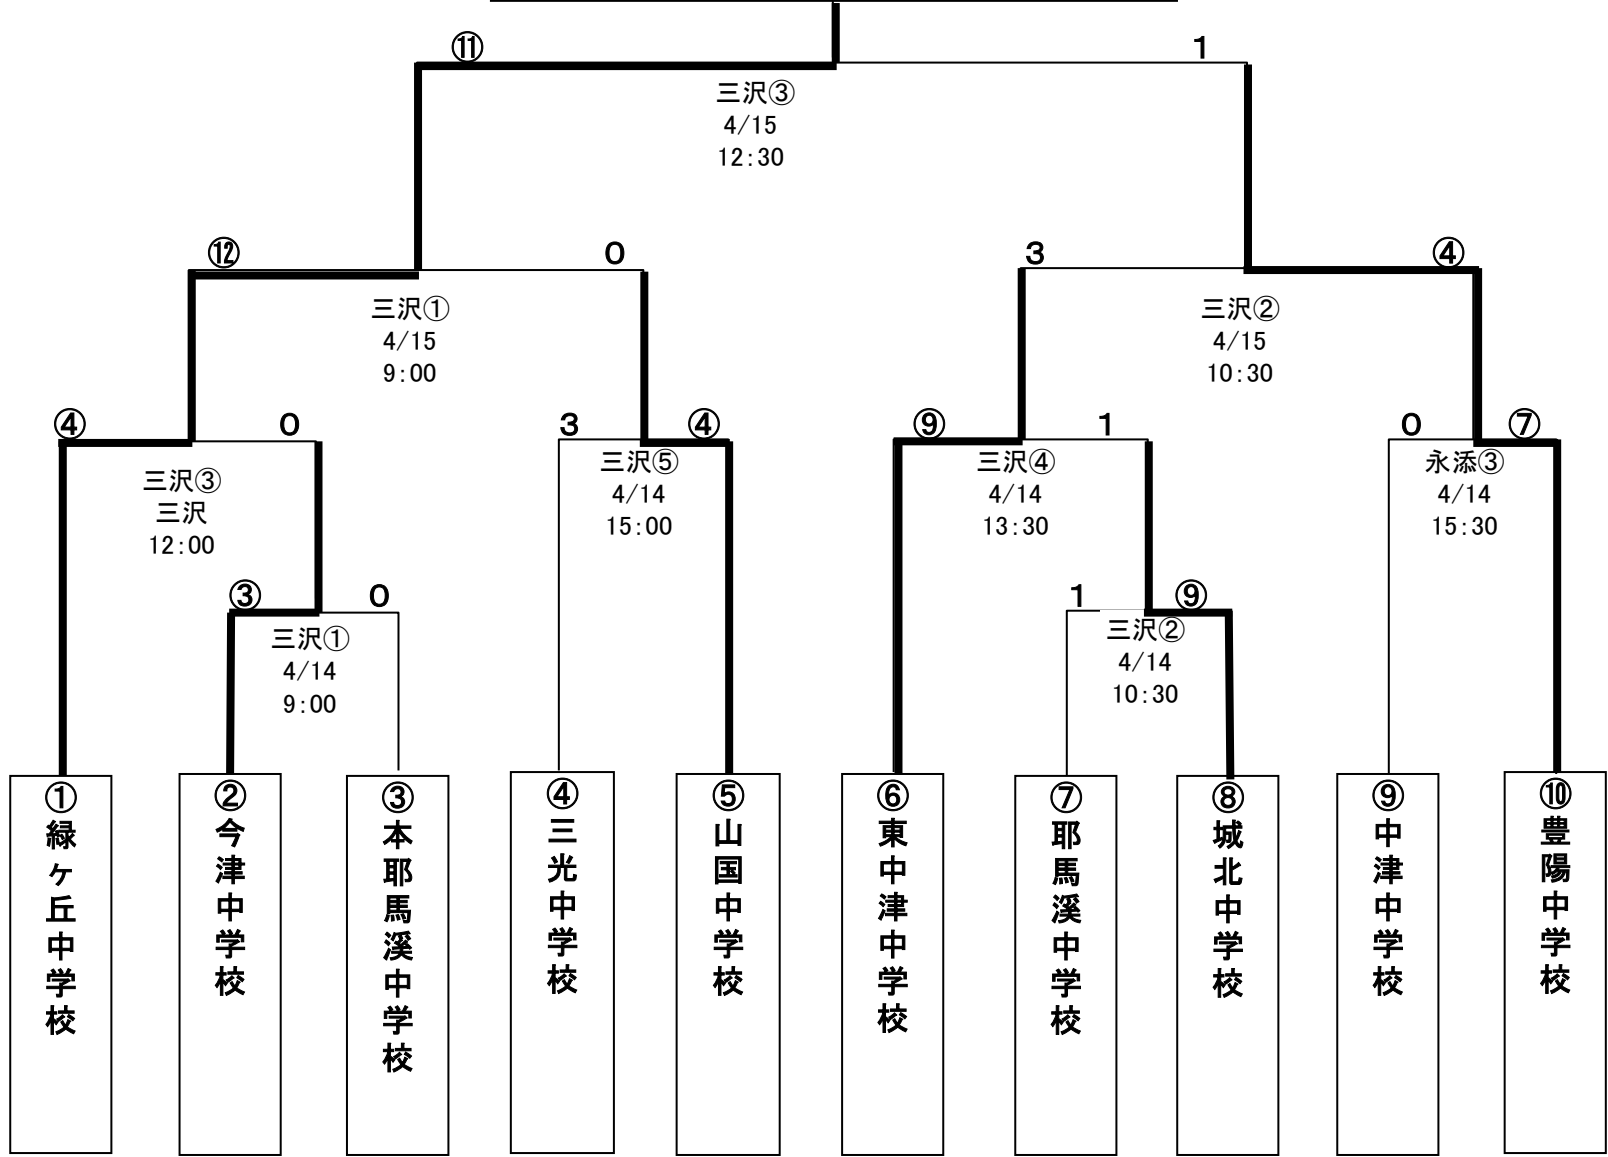 ⑪
1
三沢③
4/15
12:30
⑫
0
3
④
三沢①
4/15
9:00
三沢②
4/15
10:30
④
0
3
④
⑨
1
0
⑦
三沢③
三沢
12:00
三沢⑤
4/14
15:00
三沢④
4/14
13:30
永添③
4/14
15:30
③
0
1
⑨
三沢①
4/14
9:00
三沢②
4/14
10:30
①緑ヶ丘中学校
②今津中学校
③本耶馬溪中学校
④三光中学校
⑤山国中学校
⑥東中津中学校
⑦耶馬溪中学校
⑧城北中学校
⑨中津中学校
⑩豊陽中学校